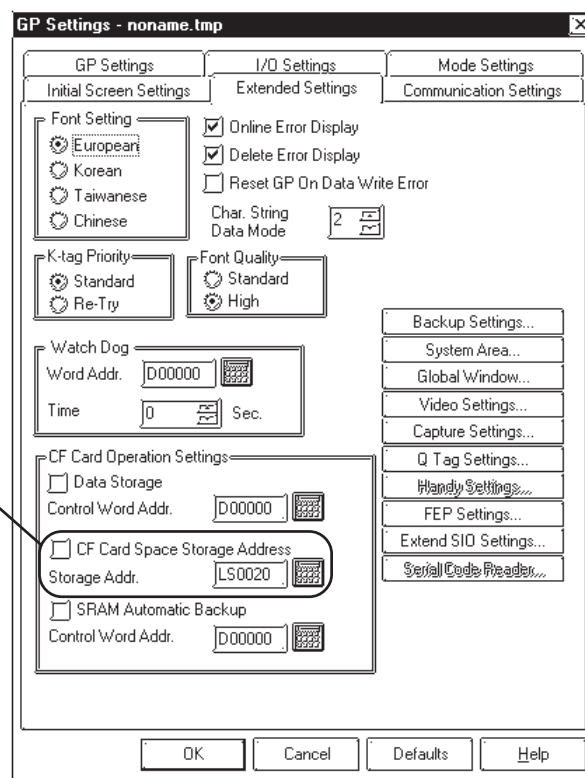 GP Settings - noname.tmp
GP Settings
I/O Settings
Mode Settings
Initial Screen Settings
Extended Settings
Communication Settings
Font Setting
European
Korean
Taiwanese
Chinese
Online Error Display
Delete Error Display
Reset GP On Data Write Error
Char. String
Data Mode
2
K-tag Priority
Standard
Re-Try
Font Quality
Standard
High
Watch Dog
Word Addr.
D00000
Time
0
Sec.
CF Card Operation Settings
Data Storage
Control Word Addr.
D00000
CF Card Space Storage Address
Storage Addr.
LS0020
SRAM Automatic Backup
Control Word Addr.
D00000
Backup Settings...
System Area...
Global Window...
Video Settings...
Capture Settings...
Q Tag Settings...
Handy Settings...
FEP Settings...
Extend SIO Settings...
Serial Code Reader...
OK
Cancel
Defaults
Help